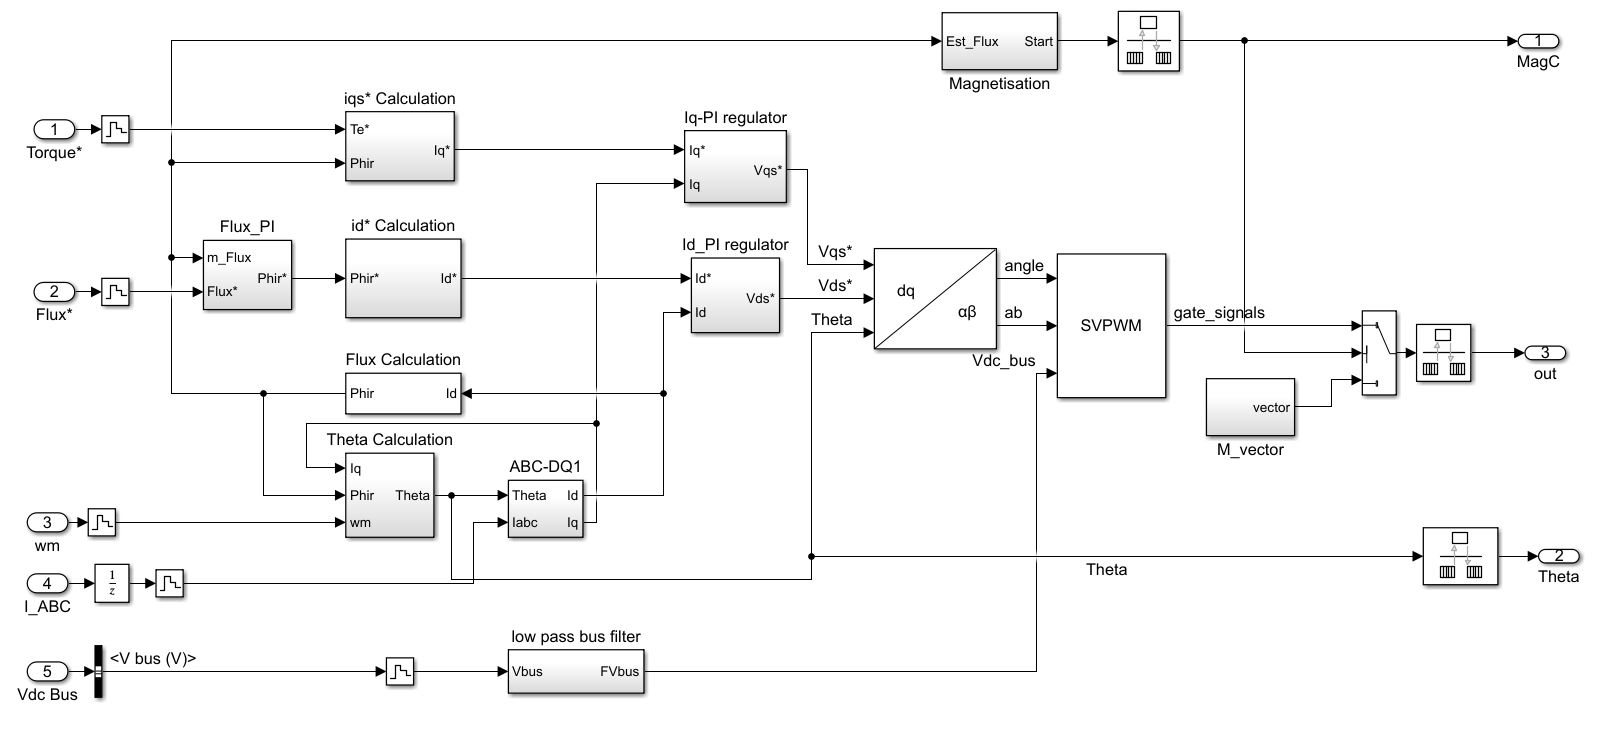 Est_Flux
Start
Magnetisation
1
MagC
iqs* Calculation
Te*
Phir
Iq*
1
Torque*
Iq-PI regulator
Iq*
Iq
Vqs*
Flux_PI
m_Flux
Flux*
Phir*
id* Calculation
Phir*
Id*
Id_PI regulator
Id*
Id
Vds*
2
Flux*
Vqs*
Vds*
Theta
dq
αβ
angle
ab
Vdc_bus
SVPWM
gate_signals
3
out
vector
M_vector
Flux Calculation
Phir
Id
Theta Calculation
Iq
Phir
wm
Theta
ABC-DQ1
Theta
Iabc
Id
Iq
3
wm
4
I_ABC
1
z
Theta
2
Theta
low pass bus filter
Vbus
FVbus
5
Vdc Bus
<V bus (V)>